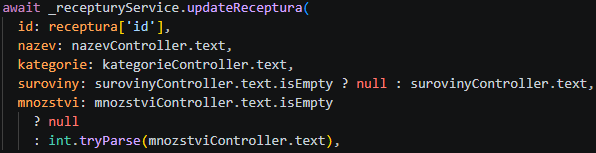 await _recepturyService.updateReceptura(
id: receptura['id'],
nazev: nazevController.text,
kategorie: kategorieController.text,
suroviny: surovinyController.text.isEmpty ? null : surovinyController.text,
mnozstvi: mnozstviController.text.isEmpty
? null
: int.tryParse(mnozstviController.text),